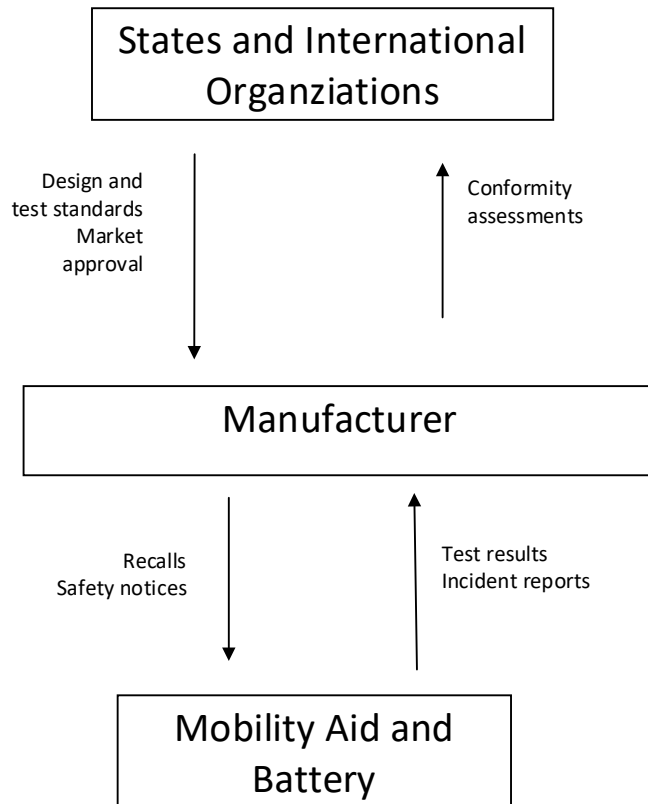 States and International
Organziations
Design and
test standards
Market
approval
Conformity
assessments
Manufacturer
Recalls
Safety notices
Test results
Incident reports
Mobility Aid and
Battery